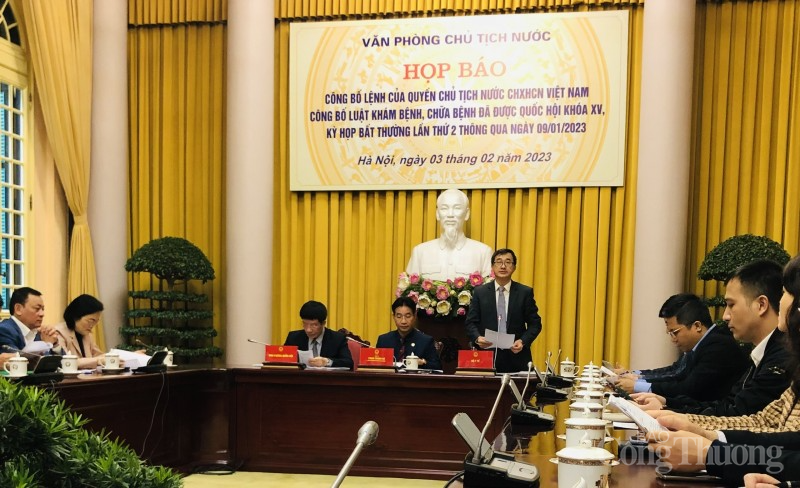 VĂN PHÒNG CHỦ TỊCH NƯỚC
HỌP BÁO
CÔNG BỐ LỆNH CỦA QUYỀN CHỦ TỊCH NƯỚC CHXHCN VIỆT NAM
CÔNG BỐ LUẬT KHÁM BỆNH, CHỮA BỆNH ĐÃ ĐƯỢC QUỐC HỘI KHÓA XV,
KỲ HỌP BẤT THƯỜNG LẦN THỨ 2 THÔNG QUA NGÀY 09/01/2023
Hà Nội, ngày 03 tháng 02 năm 2023
BỘ Y TẾ
Công Thương